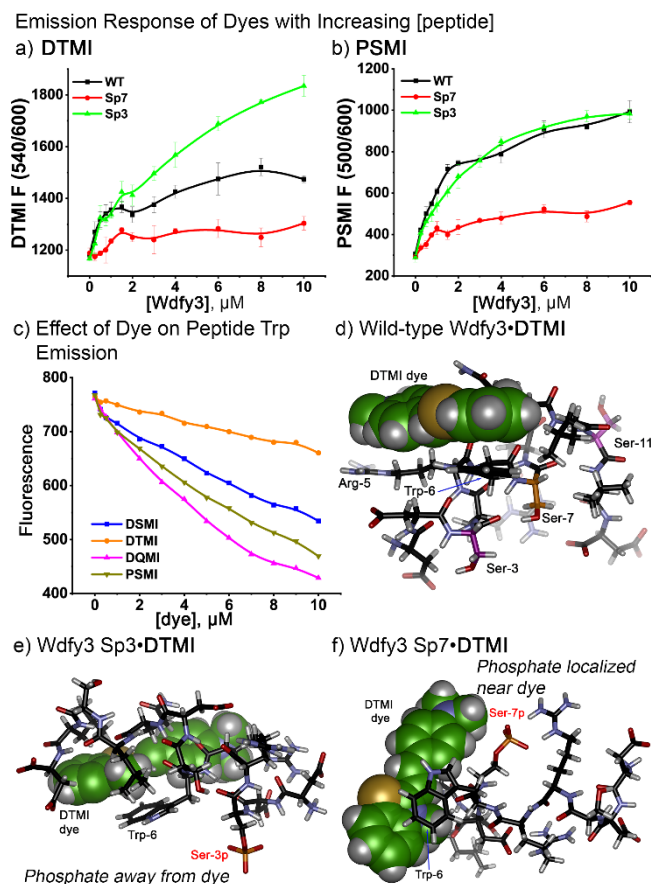 Emission Response of Dyes with Increasing [peptide]
a) DTMI
b) PSMI
WT
Sp7
Sp3
1800
1600
1400
1200
DTMI F (540/600)
0 2 4 6 8 10
[Wdfy3], µM
WT
Sp7
Sp3
1000
800
600
400
200
PSMI F (500/600)
0 2 4 6 8 10
[Wdfy3], µM
c) Effect of Dye on Peptide Trp
Emission
800
700
600
500
400
Fluorescence
DSMI
DTMI
DQMI
PSMI
0 2 4 6 8 10
[dye], µM
d) Wild-type Wdfy3•DTMI
DTMI dye
Ser-11
Arg-5
Trp-6
Ser-7
Ser-3
e) Wdfy3 Sp3•DTMI
DTMI
dye
Trp-6
Ser-3p
Phosphate away from dye
f) Wdfy3 Sp7•DTMI
Phosphate localized
near dye
DTMI
dye
Ser-7p
Trp-6